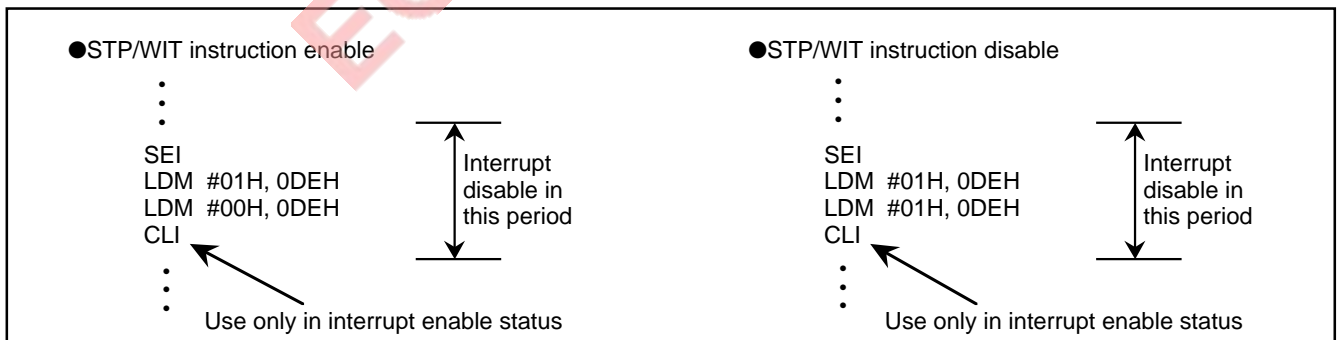 ●STP/WIT instruction enable
SEI
LDM #01H, 0DEH
LDM #00H, 0DEH
CLI
Interrupt
disable in
this period
Use only in interrupt enable status
●STP/WIT instruction disable
SEI
LDM #01H, 0DEH
LDM #01H, 0DEH
CLI
Interrupt
disable in
this period
Use only in interrupt enable status